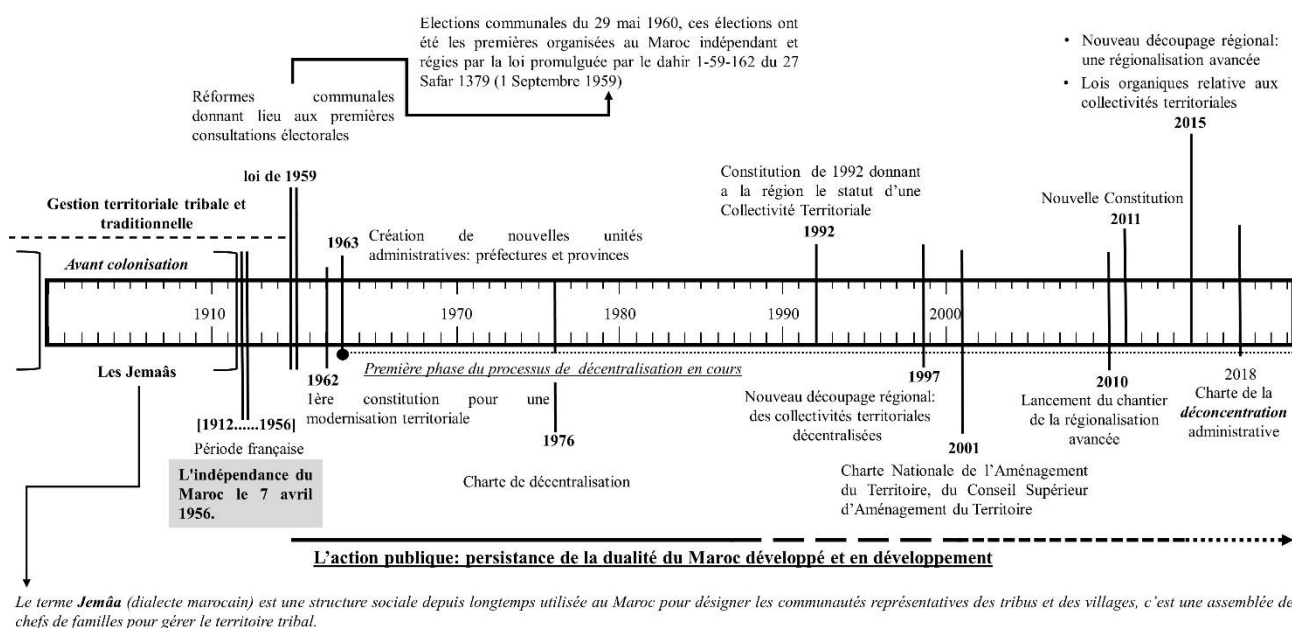 Elections communales du 29 mai 1960, ces élections ont
été les premières organisées au Maroc indépendant et
régies par la loi promulguée par le dahir 1-59-162 du 27
Safar 1379 (1 Septembre 1959)
• Nouveau découpage régional:
une régionalisation avancée
• Lois organiques relative aux
collectivités territoriales
2015
Réformes communales
donnant lieu aux premières
consultations électorales
loi de 1959
Gestion territoriale tribale et
traditionnelle
Constitution de 1992 donnant
a la région le statut d'une
Collectivité Territoriale
1992
Nouvelle Constitution
2011
1963
Création de nouvelles unités
administratives: préfectures et provinces
Avant colonisation
1910
1970
1980
1990
2000
Les Jemaâs
Première phase du processus de décentralisation en cours
1962
1ère constitution pour une
modernisation territoriale
[1912......1956]
Période française
L'indépendance du
Maroc le 7 avril
1956.
1976
Charte de décentralisation
1997
Nouveau découpage régional:
des collectivités territoriales
décentralisées
2001
Charte Nationale de l'Aménagement
du Territoire, du Conseil Supérieur
d'Aménagement du Territoire
2010
Lancement du chantier
de la régionalisation
avancée
2018
Charte de la
déconcentration
administrative
L'action publique: persistance de la dualité du Maroc développé et en développement
Le terme Jemâa (dialecte marocain) est une structure sociale depuis longtemps utilisée au Maroc pour désigner les communautés représentatives des tribus et des villages, c'est une assemblée de
chefs de familles pour gérer le territoire tribal.